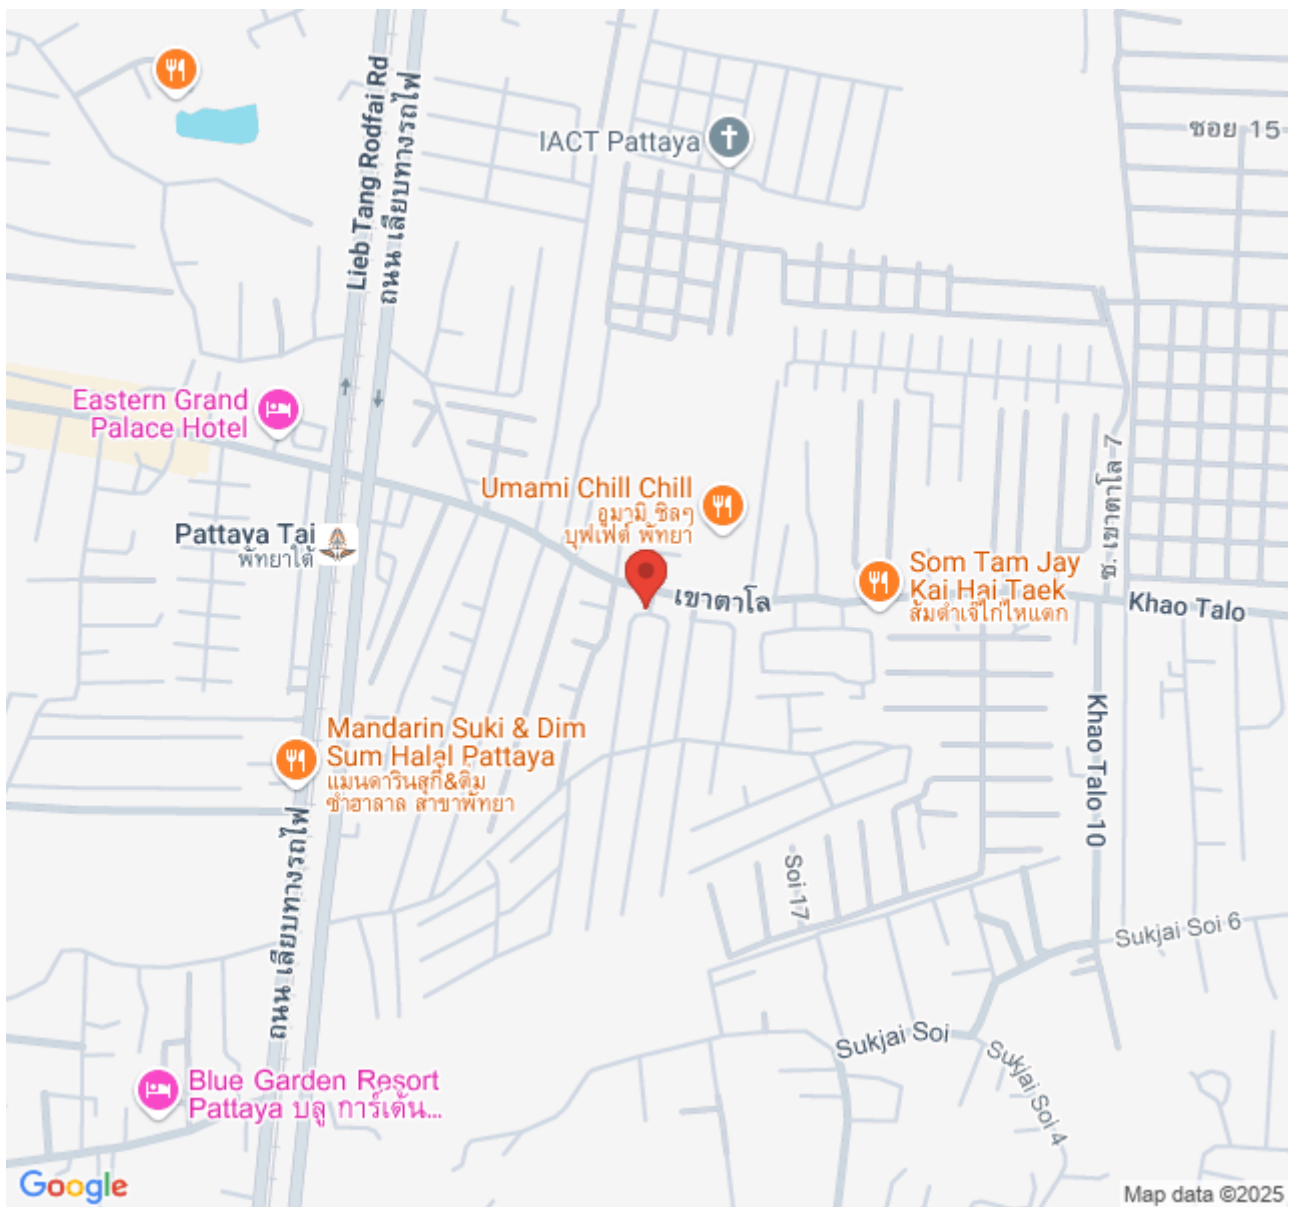 ซอย 15
IACT Pattaya
Lieb Tang Rodfai Rd
ถนน เลียบทางรถไฟ
Eastern Grand
Palace Hotel
ซ. เขาตาโล 7
Umami Chill Chill
อูมามิ ชิลๆ
บุฟเฟ่ต์ พัทยา
Pattaya Tai
พัทยาใต้
Som Tam Jay
Kai Hai Taek
ส้มตำเจ๊ไก่ไหแตก
เขาตาโล
Khao Talo
Mandarin Suki & Dim
Sum Halal Pattaya
แมนดารินสุกี้&ติ่ม
ซำฮาลาล สาขาพัทยา
Khao Talo 10
Soi 17
ถนน เลียบทางรถไฟ
Sukjai Soi 6
Sukjai Soi
Sukjai Soi 4
Blue Garden Resort
Pattaya บลู การ์เด้น...
Google
Map data ©2025